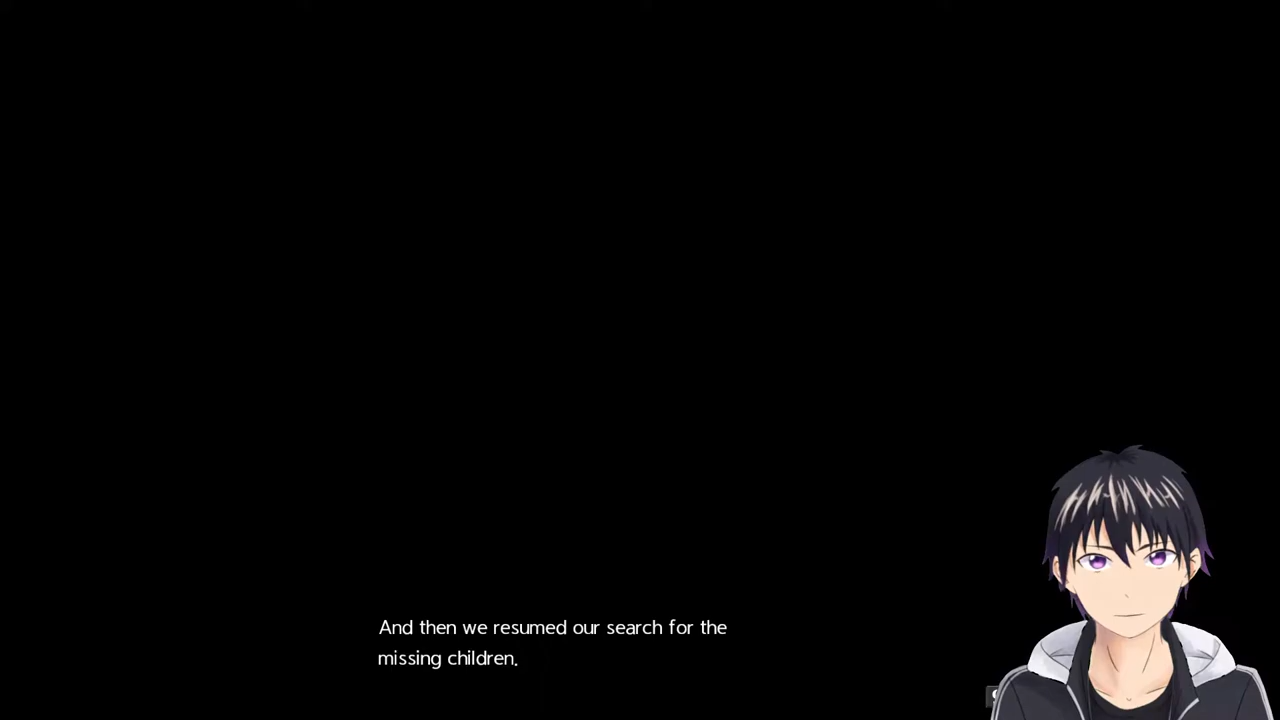 And then we resumed our search for the
missing children.